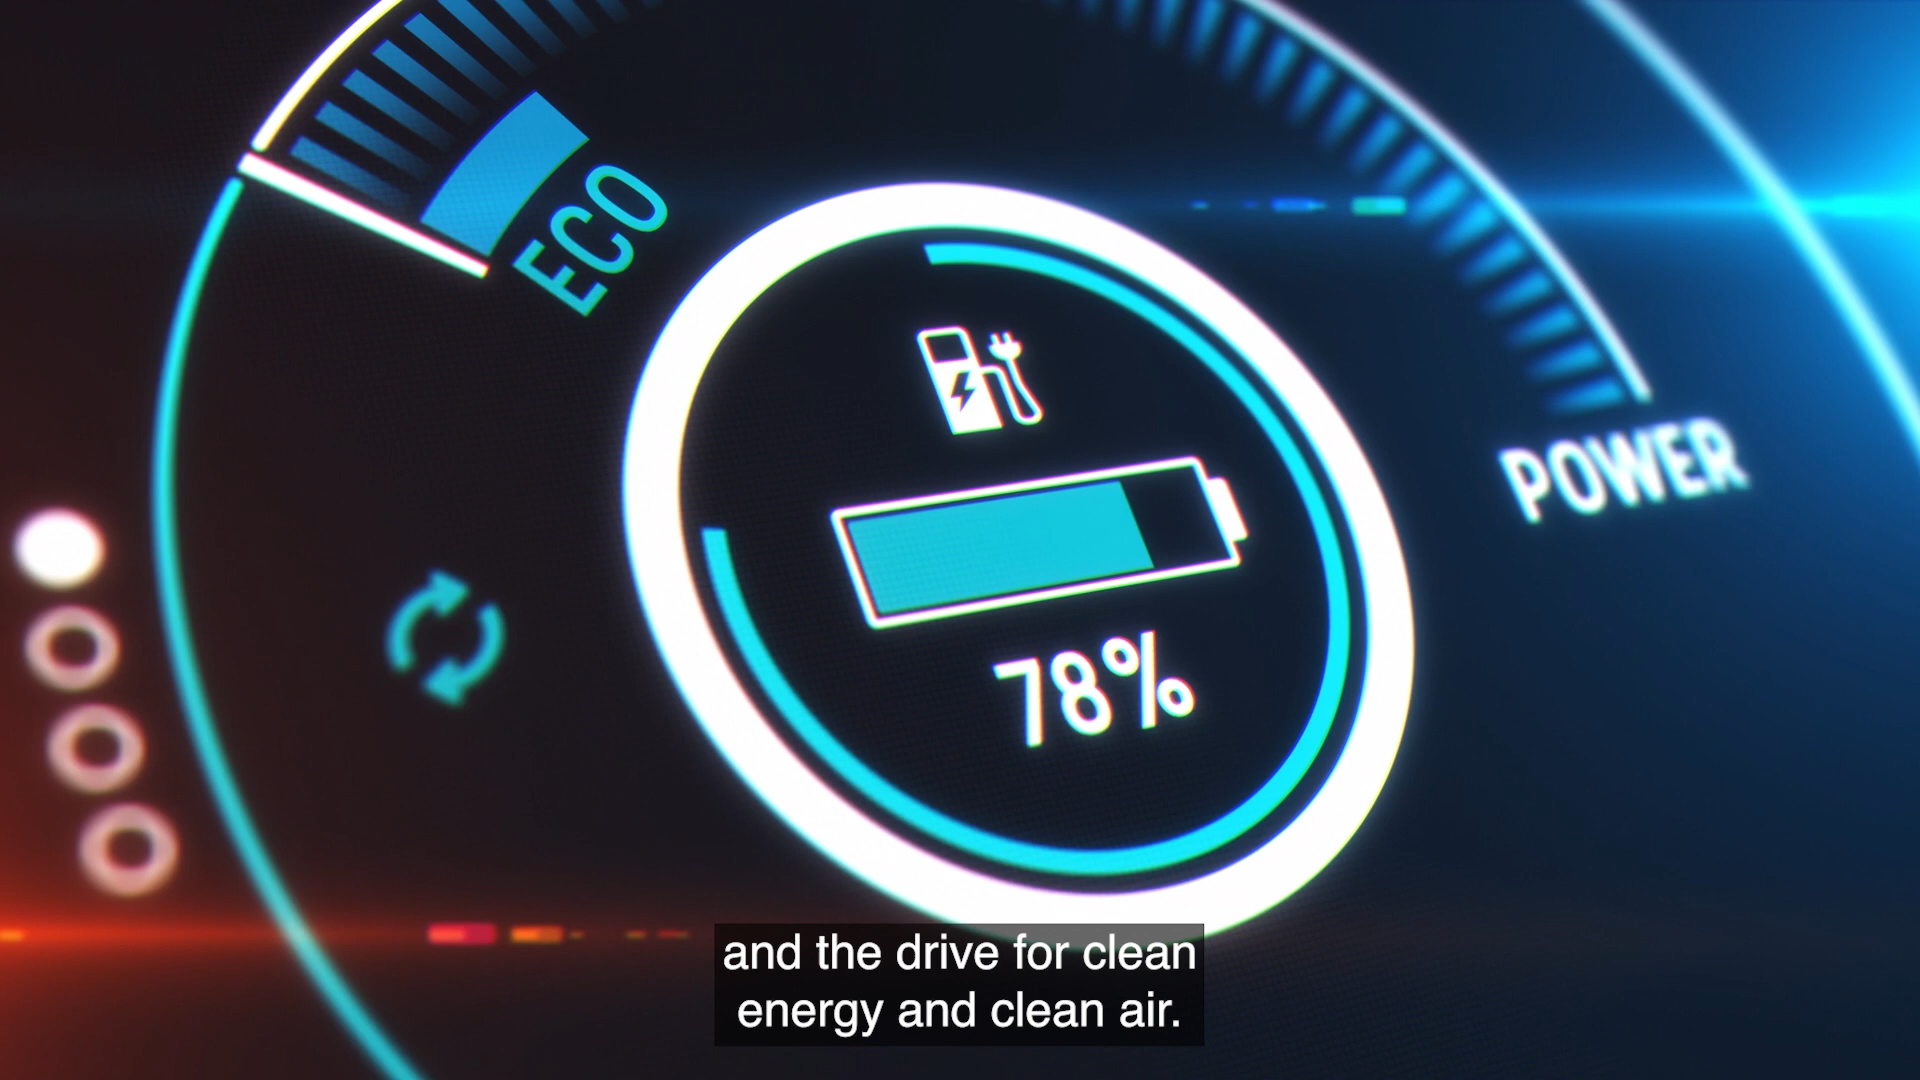 ECO
POWER
78%
and the drive for clean
energy and clean air.